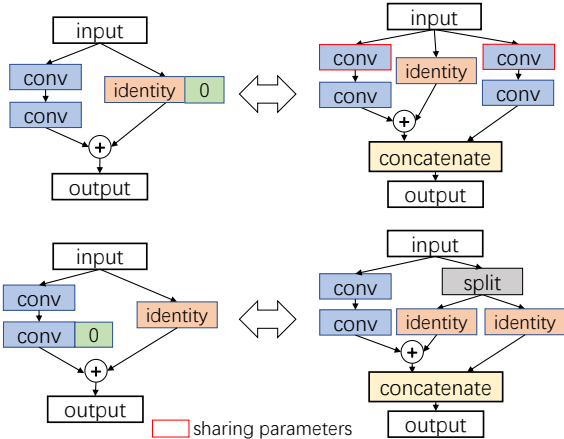 input
conv
identity 0
conv
+
output
input
conv
identity
conv
conv
conv
+
concatenate
output
input
conv
conv 0
identity
+
output
input
split
conv
conv
identity
identity
+
concatenate
output
sharing parameters